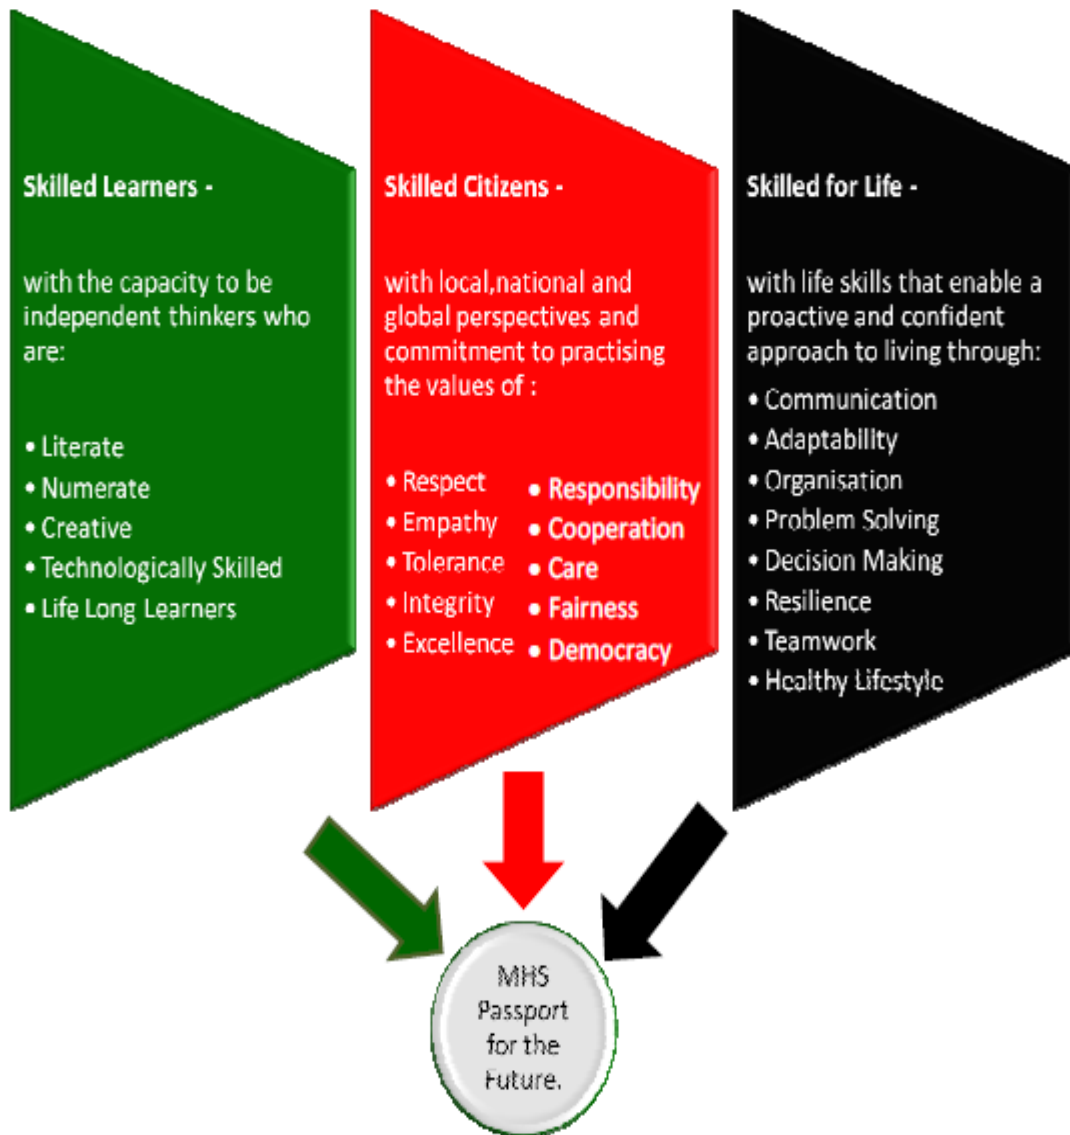 Skilled Learners -
with the capacity to be
independent thinkers who
are:
• Literate
• Numerate
• Creative
• Technologically Skilled
• Life Long Learners
Skilled Citizens -
with local,national and
global perspectives and
commitment to practising
the values of :
• Respect
• Empathy
• Tolerance
• Integrity
• Excellence
• Responsibility
• Cooperation
• Care
• Fairness
• Democracy
Skilled for Life -
with life skills that enable a
proactive and confident
approach to living through:
• Communication
• Adaptability
• Organisation
• Problem Solving
• Decision Making
• Resilience
• Teamwork
• Healthy Lifestyle
MHS
Passport
for the
Future.